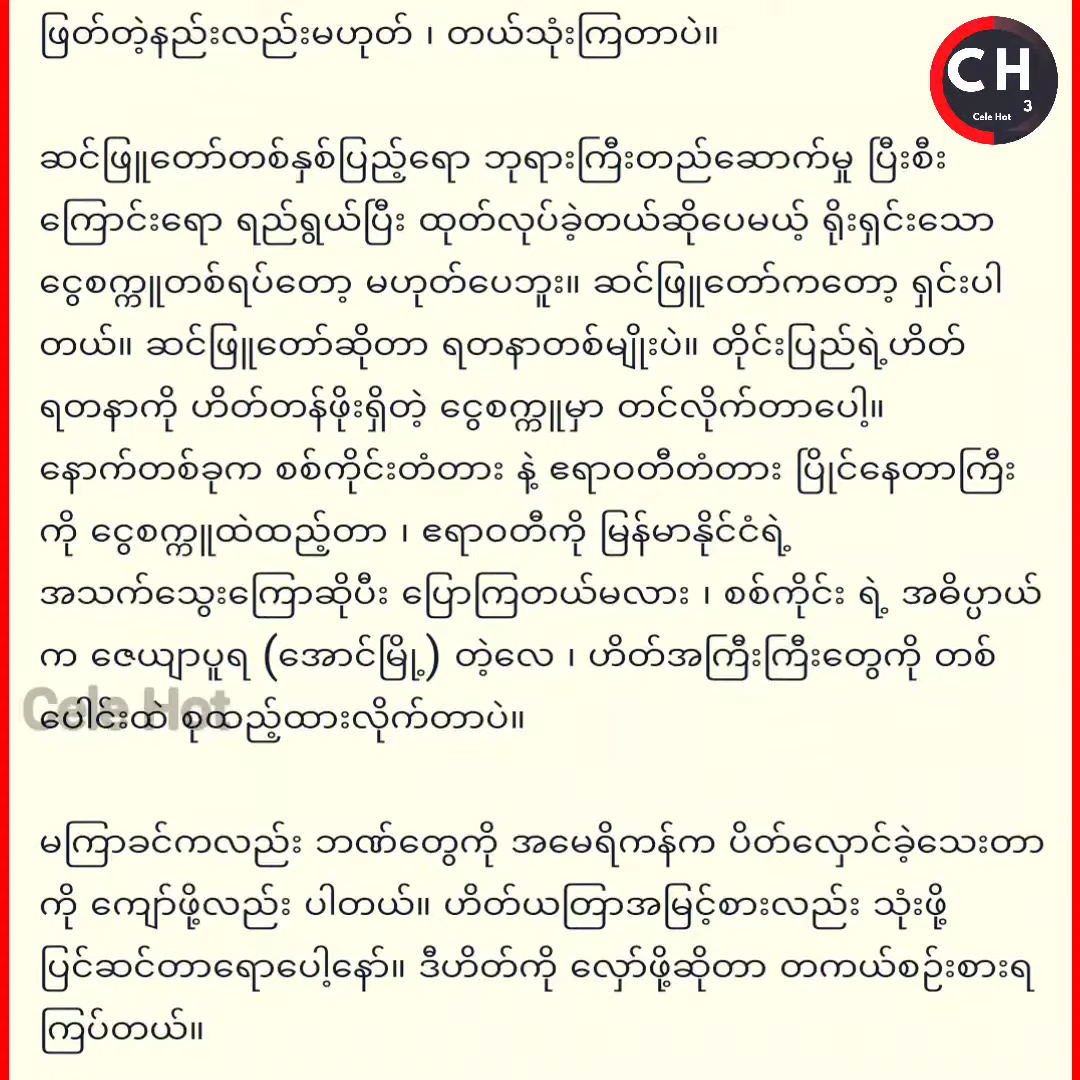 ဖြတ်တဲ့နည်းလည်းမဟုတ် ၊ တယ်သုံးကြတာပဲ။
CH
3
Cele Hot
ဆင်ဖြူတော်တစ်နှစ်ပြည့်ရော ဘုရားကြီးတည်ဆောက်မှု ပြီးစီး
ကြောင်းရော ရည်ရွယ်ပြီး ထုတ်လုပ်ခဲ့တယ်ဆိုပေမယ့် ရိုးရှင်းသော
ငွေစက္ကူတစ်ရပ်တော့ မဟုတ်ပေဘူး။ ဆင်ဖြူတော်ကတော့ ရှင်းပါ
တယ်။ ဆင်ဖြူတော်ဆိုတာ ရတနာတစ်မျိုးပဲ။ တိုင်းပြည်ရဲ့ဟိတ်
ရတနာကို ဟိတ်တန်ဖိုးရှိတဲ့ ငွေစက္ကူမှာ တင်လိုက်တာပေါ့။
နောက်တစ်ခုက စစ်ကိုင်းတံတား နဲ့ ဧရာဝတီတံတား ပြိုင်နေတာကြီး
ကို ငွေစက္ကူထဲထည့်တာ ၊ ဧရာဝတီကို မြန်မာနိုင်ငံရဲ့
အသက်သွေးကြောဆိုပီး ပြောကြတယ်မလား ၊ စစ်ကိုင်း ရဲ့ အဓိပ္ပာယ်
က ဇေယျာပူရ (အောင်မြို့) တဲ့လေ ၊ ဟိတ်အကြီးကြီးတွေကို တစ်
ပေါင်းထဲ စုထည့်ထားလိုက်တာပဲ။
Cele Hot
မကြာခင်ကလည်း ဘဏ်တွေကို အမေရိကန်က ပိတ်လှောင်ခဲ့သေးတာ
ကို ကျော်ဖို့လည်း ပါတယ်။ ဟိတ်ယတြာအမြင့်စားလည်း သုံးဖို့
ပြင်ဆင်တာရောပေါ့နော်။ ဒီဟိတ်ကို လှော်ဖို့ဆိုတာ တကယ်စဉ်းစားရ
ကြပ်တယ်။